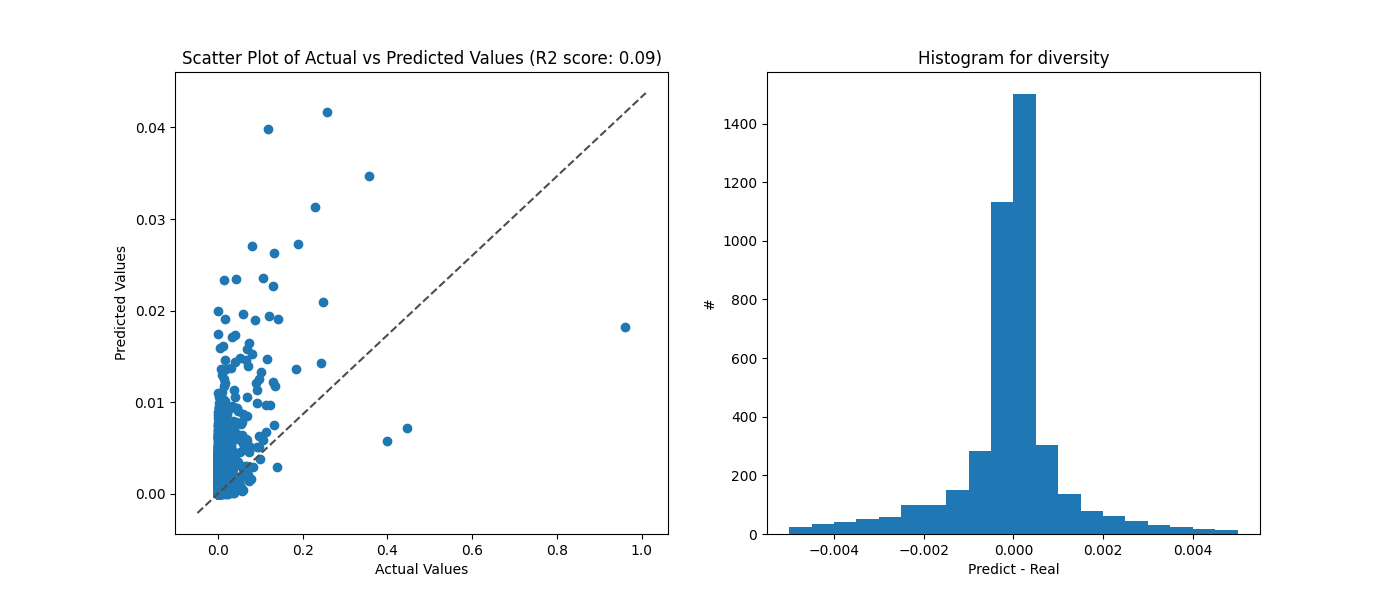 Scatter Plot of Actual vs Predicted Values (R2 score: 0.09)
0.04
0.03
0.02
0.01
0.00
Predicted Values
0.0 0.2 0.4 0.6 0.8 1.0
Actual Values
Histogram for diversity
1400
1200
1000
800
600
400
200
0
#
−0.004 −0.002 0.000 0.002 0.004
Predict - Real